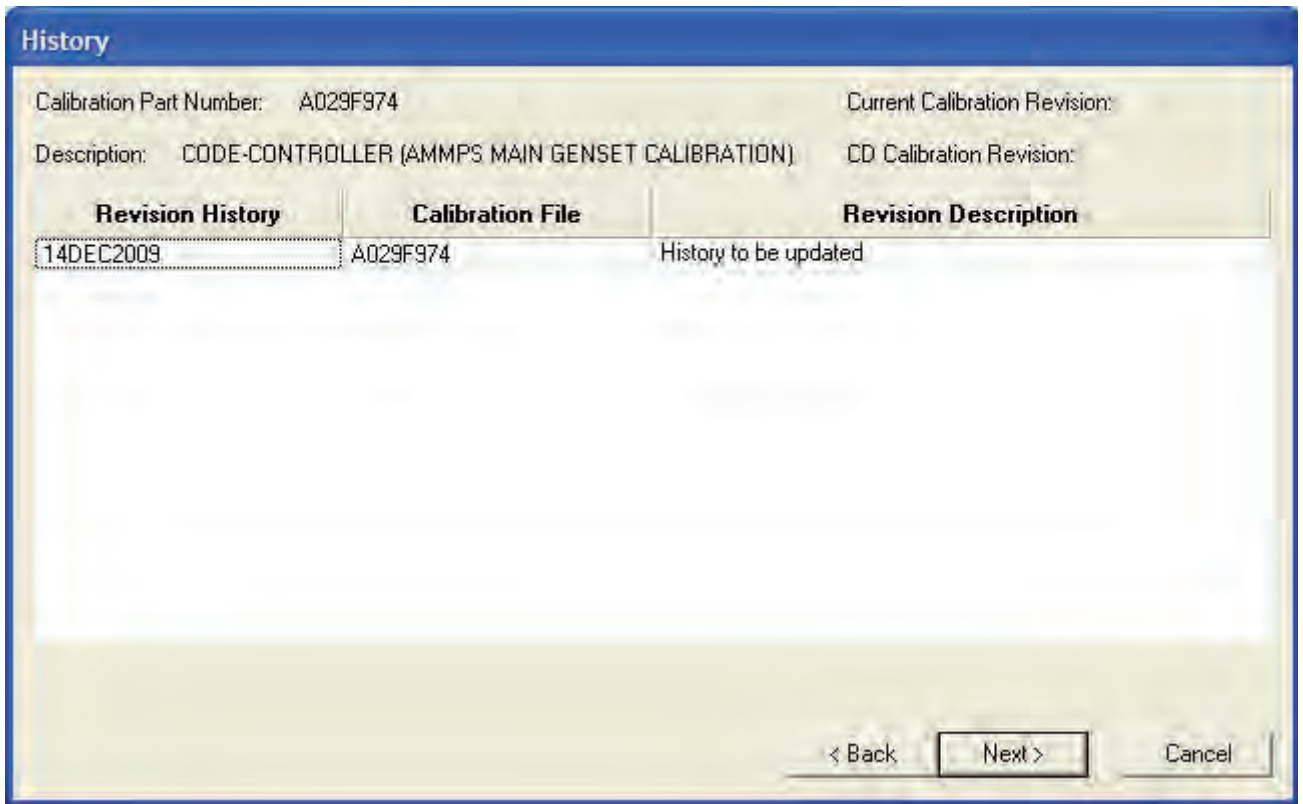 History
Calibration Part Number: A029F974 Current Calibration Revision:
Description: CODE-CONTROLLER (AMMPS MAIN GENSET CALIBRATION) CD Calibration Revision:
Revision History Calibration File Revision Description
14DEC2009 A029F974 History to be updated
< Back Next > Cancel